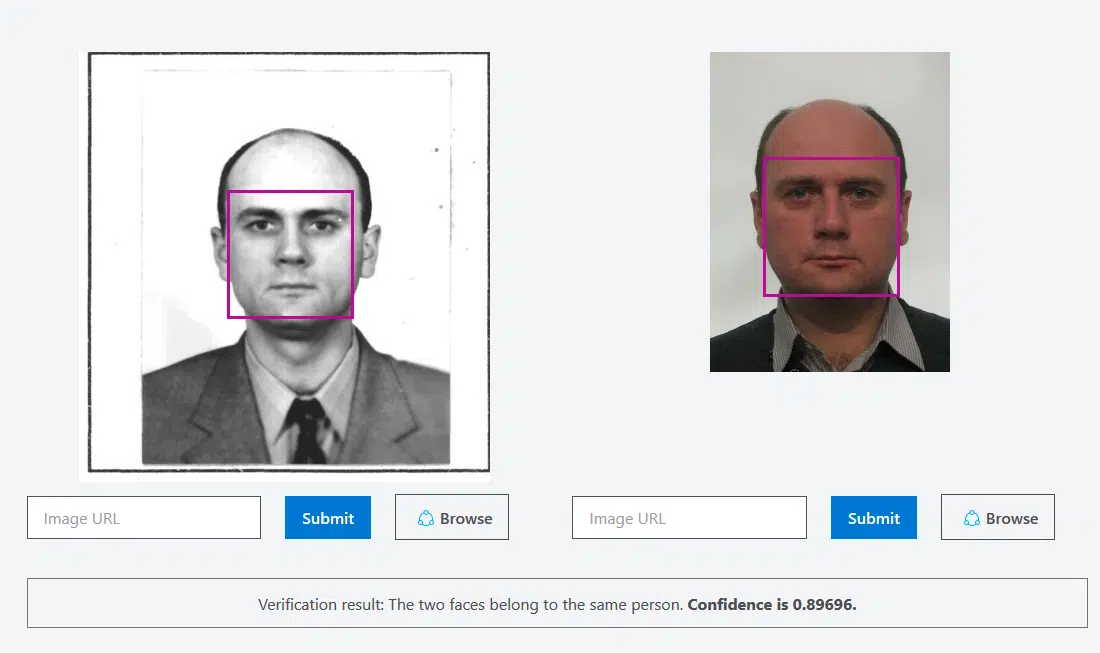 Image URL
Submit
Browse
Image URL
Submit
Browse
Verification result: The two faces belong to the same person. Confidence is 0.89696.